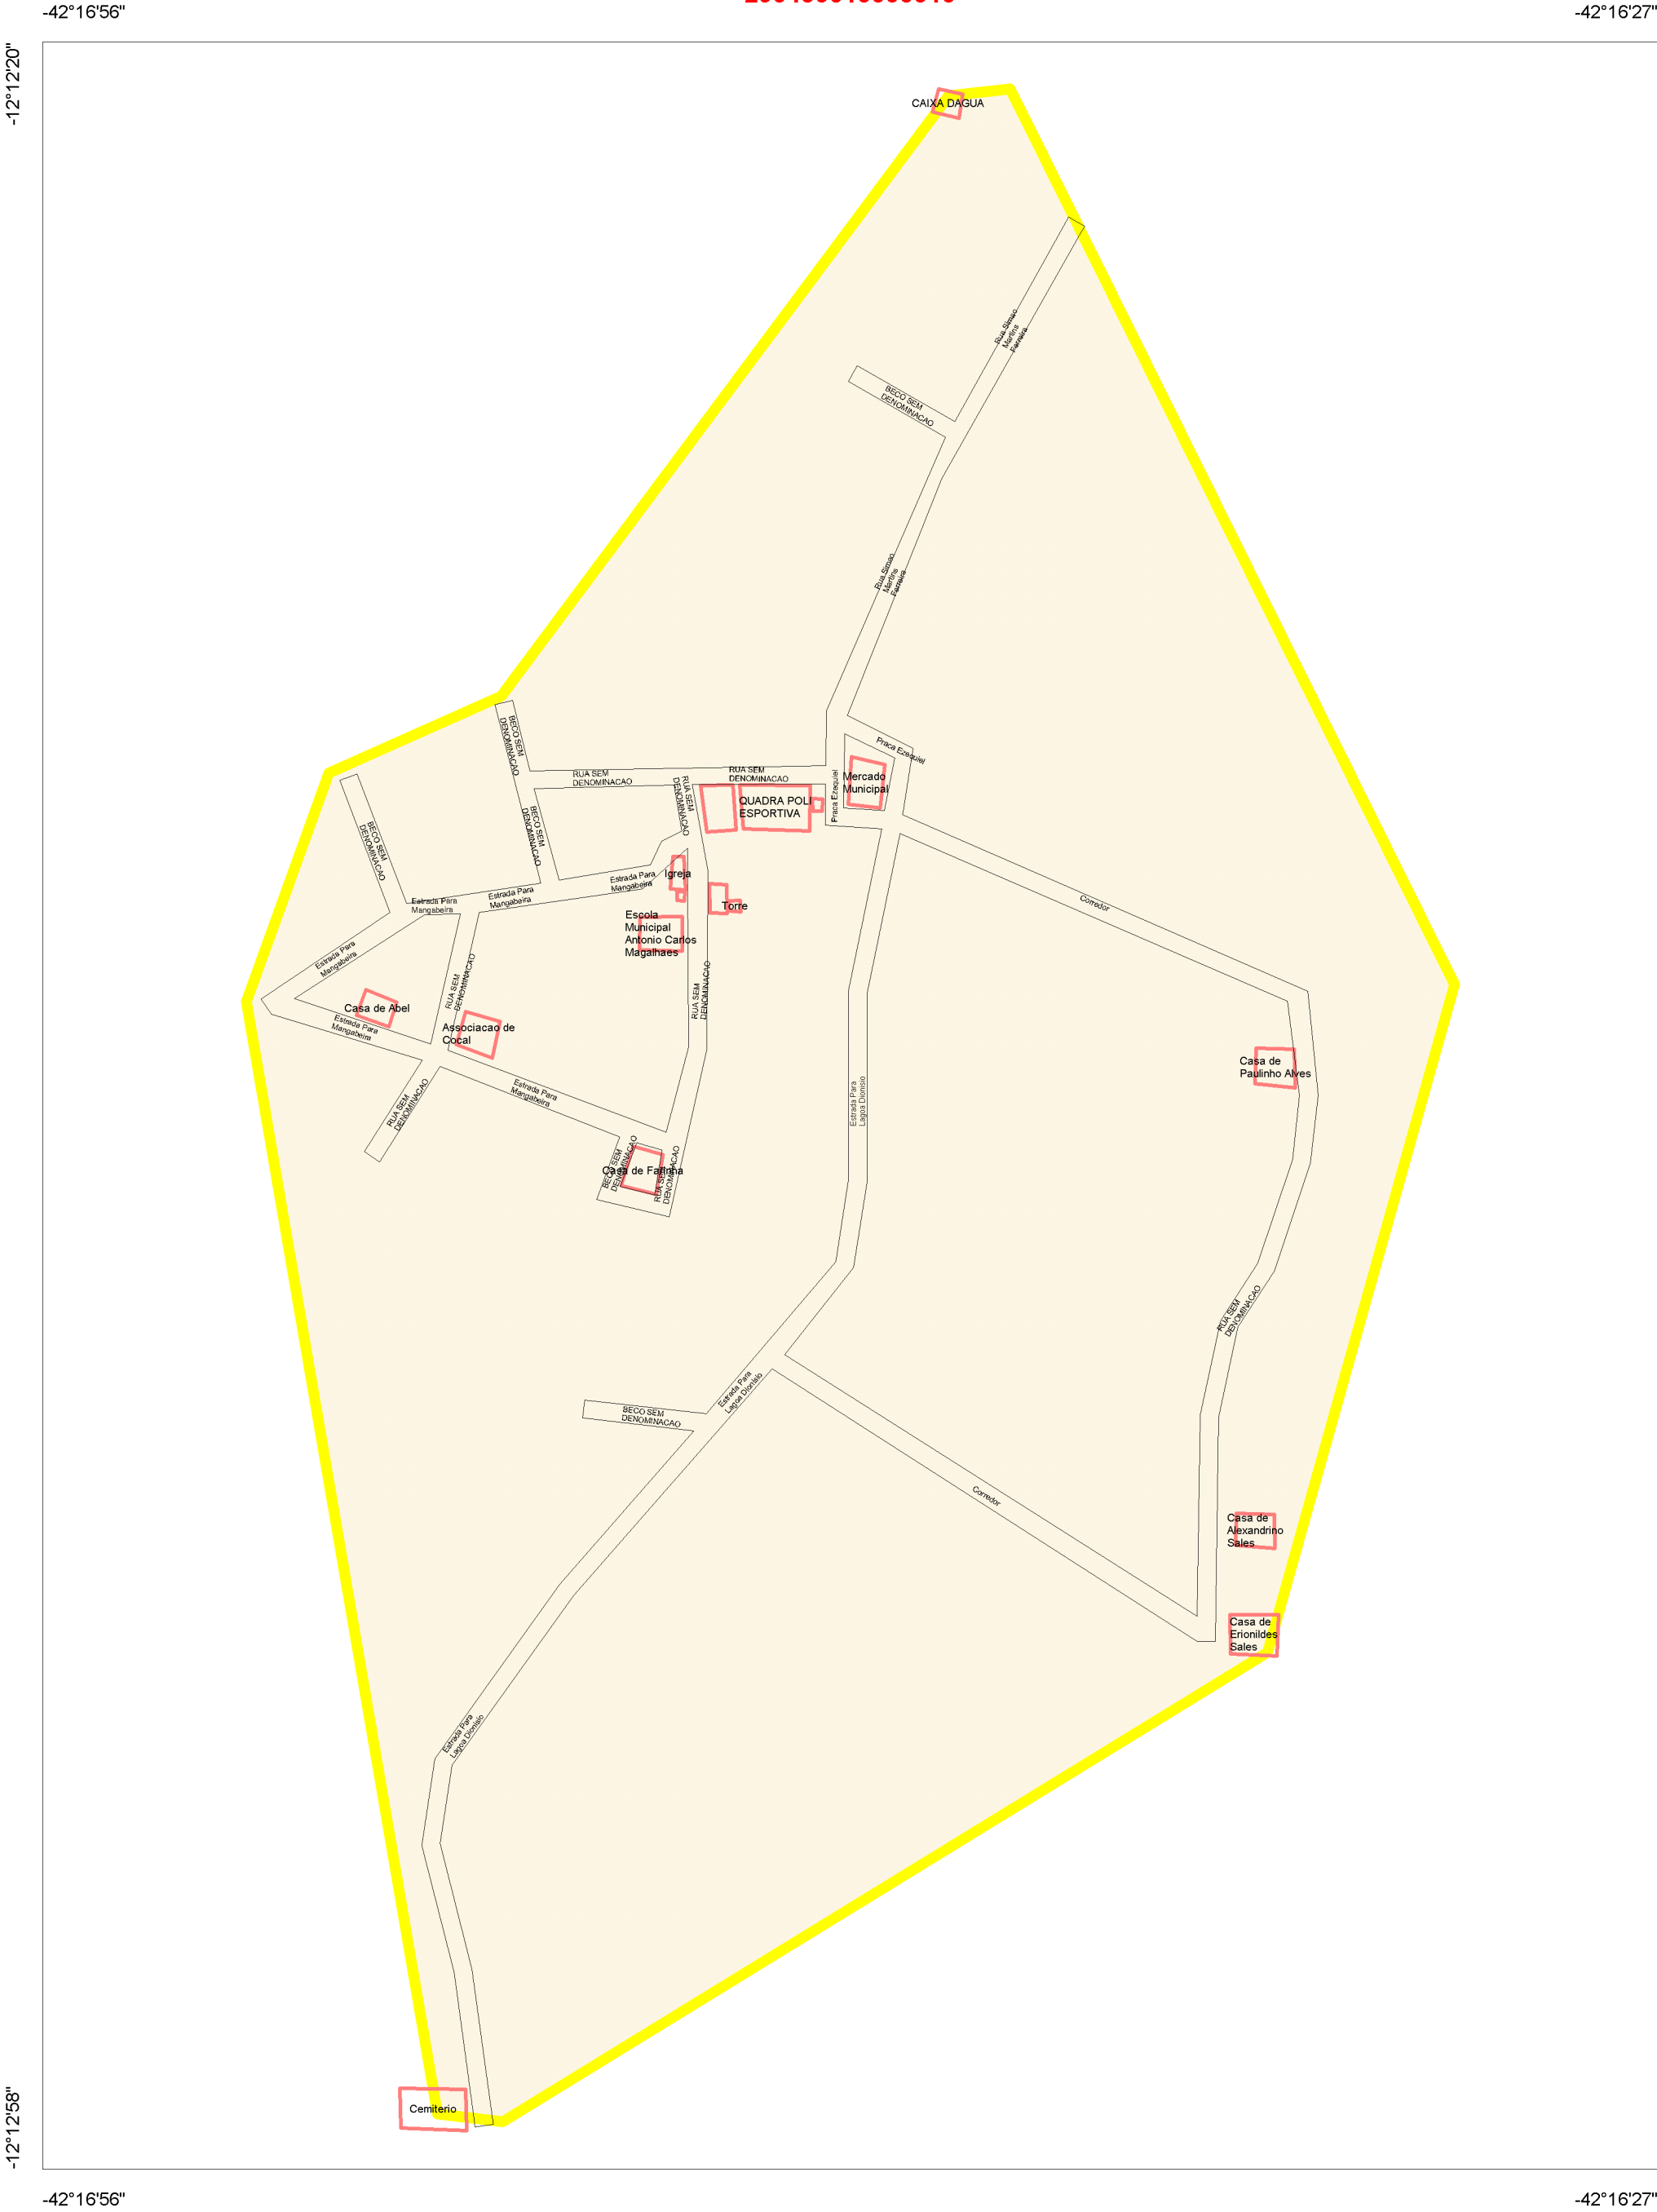 -42°16'56"
-42°16'27"
-12°12'20"
CAIXA DAGUA
Rua Simao
Martins
Ferreira
BECO SEM
DENOMINACAO
Rua Simao
Martins
Ferreira
BECO SEM
DENOMINACAO
Praca Ezequiel
RUA SEM
DENOMINACAO
RUA SEM
DENOMINACAO
RUA SEM
DENOMINACAO
Praca Ezequiel
Mercado
Municipal
QUADRA POLI
ESPORTIVA
BECO SEM
DENOMINACAO
BECO SEM
DENOMINACAO
Igreja
Estrada Para
Mangabeira
Estrada Para
Mangabeira
Estrada Para
Mangabeira
Torre
Corredor
Escola
Municipal
Antonio Carlos
Magalhaes
Estrada Para
Mangabeira
RUA SEM
DENOMINACAO
RUA SEM
DENOMINACAO
Casa de Abel
Estrada Para
Mangabeira
Associacao de
Cocal
Casa de
Paulinho Alves
Estrada Para
Mangabeira
RUA SEM
DENOMINACAO
Estrada Para
Lagoa Dionisio
BECO SEM
DENOMINACAO
Casa de Farinha
RUA SEM
DENOMINACAO
RUA SEM
DENOMINACAO
Estrada Para
Lagoa Dionisio
BECO SEM
DENOMINACAO
Corredor
Casa de
Alexandrino
Sales
Casa de
Erionildes
Sales
Estrada Para
Lagoa Dionisio
Cemiterio
-12°12'58"
-42°16'56"
-42°16'27"